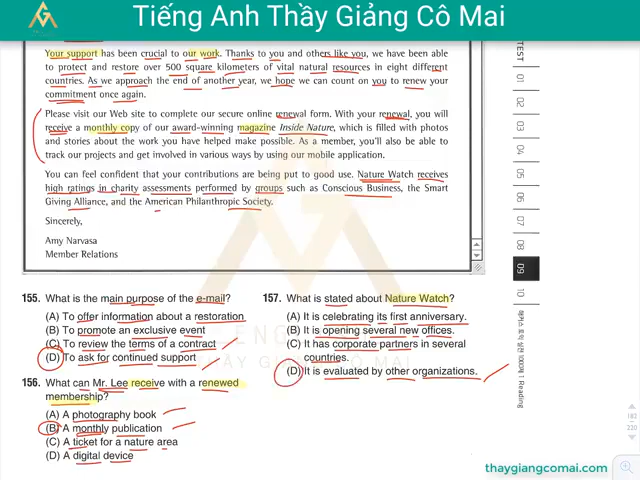 Tiếng Anh Thầy Giảng Cô Mai
Your support has been crucial to our work. Thanks to you and others like you, we have been able
to protect and restore over 500 square kilometers of vital natural resources in eight different
countries. As we approach the end of another year, we hope we can count on you to renew your
commitment once again.
Please visit our Web site to complete our secure online renewal form. With your renewal, you will
receive a monthly copy of our award-winning magazine Inside Nature, which is filled with photos
and stories about the work you have helped make possible. As a member, you'll also be able to
track our projects and get involved in various ways by using our mobile application.
You can feel confident that your contributions are being put to good use. Nature Watch receives
high ratings in charity assessments performed by groups such as Conscious Business, the Smart
Giving Alliance, and the American Philanthropic Society.
Sincerely,
Amy Narvasa
Member Relations
155. What is the main purpose of the e-mail?
(A) To offer information about a restoration
(B) To promote an exclusive event
(C) To review the terms of a contract
(D) To ask for continued support
156. What can Mr. Lee receive with a renewed
membership?
(A) A photography book
(B) A monthly publication
(C) A ticket for a nature area
(D) A digital device
157. What is stated about Nature Watch?
(A) It is celebrating its first anniversary.
(B) It is opening several new offices.
(C) It has corporate partners in several
countries.
(D) It is evaluated by other organizations.
TEST
01
02
03
04
05
06
07
08
09
10
Reading
187
220
thaygiangcomai.com